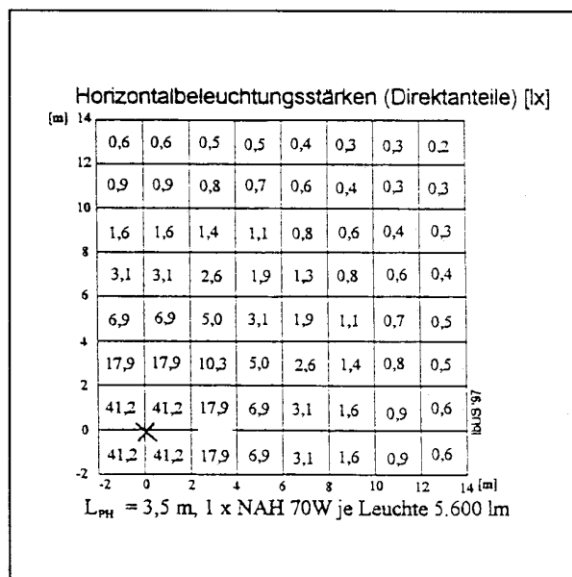 Horizontalbeleuchtungsstärken (Direktanteile) [lx]
[m] 14
0,6 0,6 0,5 0,5 0,4 0,3 0,3 0,2
12
0,9 0,9 0,8 0,7 0,6 0,4 0,3 0,3
10
1,6 1,6 1,4 1,1 0,8 0,6 0,4 0,3
8
3,1 3,1 2,6 1,9 1,3 0,8 0,6 0,4
6
6,9 6,9 5,0 3,1 1,9 1,1 0,7 0,5
4
17,9 17,9 10,3 5,0 2,6 1,4 0,8 0,5
2
41,2 41,2 17,9 6,9 3,1 1,6 0,9 0,6
0
41,2 41,2 17,9 6,9 3,1 1,6 0,9 0,6
-2
-2 0 2 4 6 8 10 12 14 [m]
IbUS '97
L_PH = 3,5 m, 1 x NAH 70W je Leuchte 5.600 lm